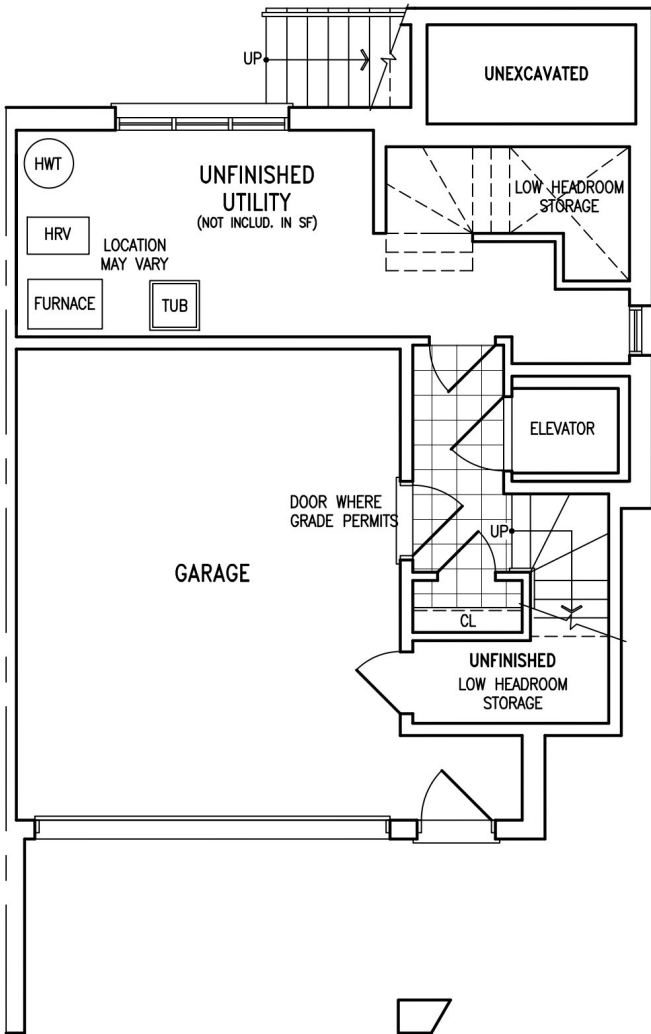 UP
UNEXCAVATED
HWT
UNFINISHED
UTILITY
(NOT INCLUD. IN SF)
LOW HEADROOM
STORAGE
HRV
LOCATION
MAY VARY
FURNACE
TUB
ELEVATOR
DOOR WHERE
GRADE PERMITS
UP
GARAGE
CL
UNFINISHED
LOW HEADROOM
STORAGE